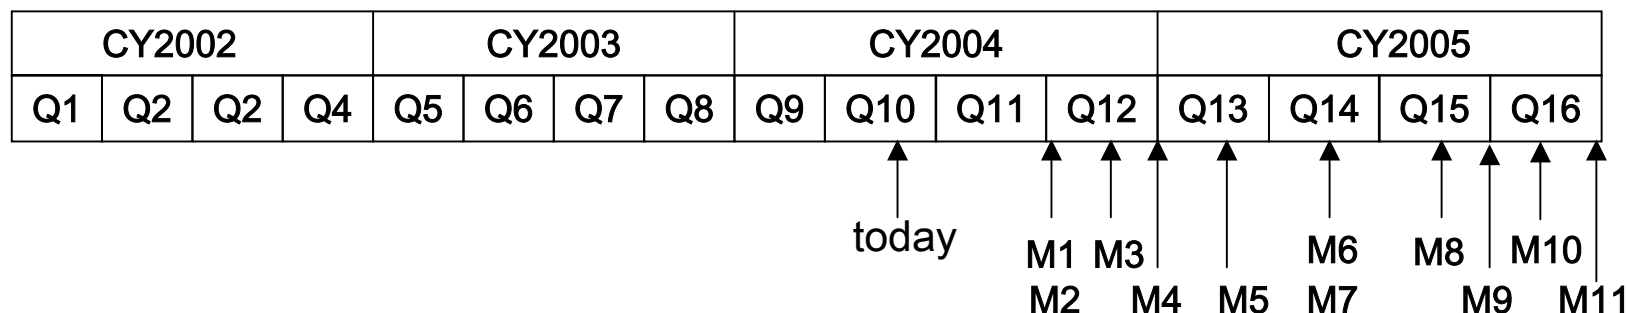 CY2002 CY2003 CY2004 CY2005
Q1 Q2 Q2 Q4 Q5 Q6 Q7 Q8 Q9 Q10 Q11 Q12 Q13 Q14 Q15 Q16
today
M1 M3 M6 M8 M10
M2 M4 M5 M7 M9 M11